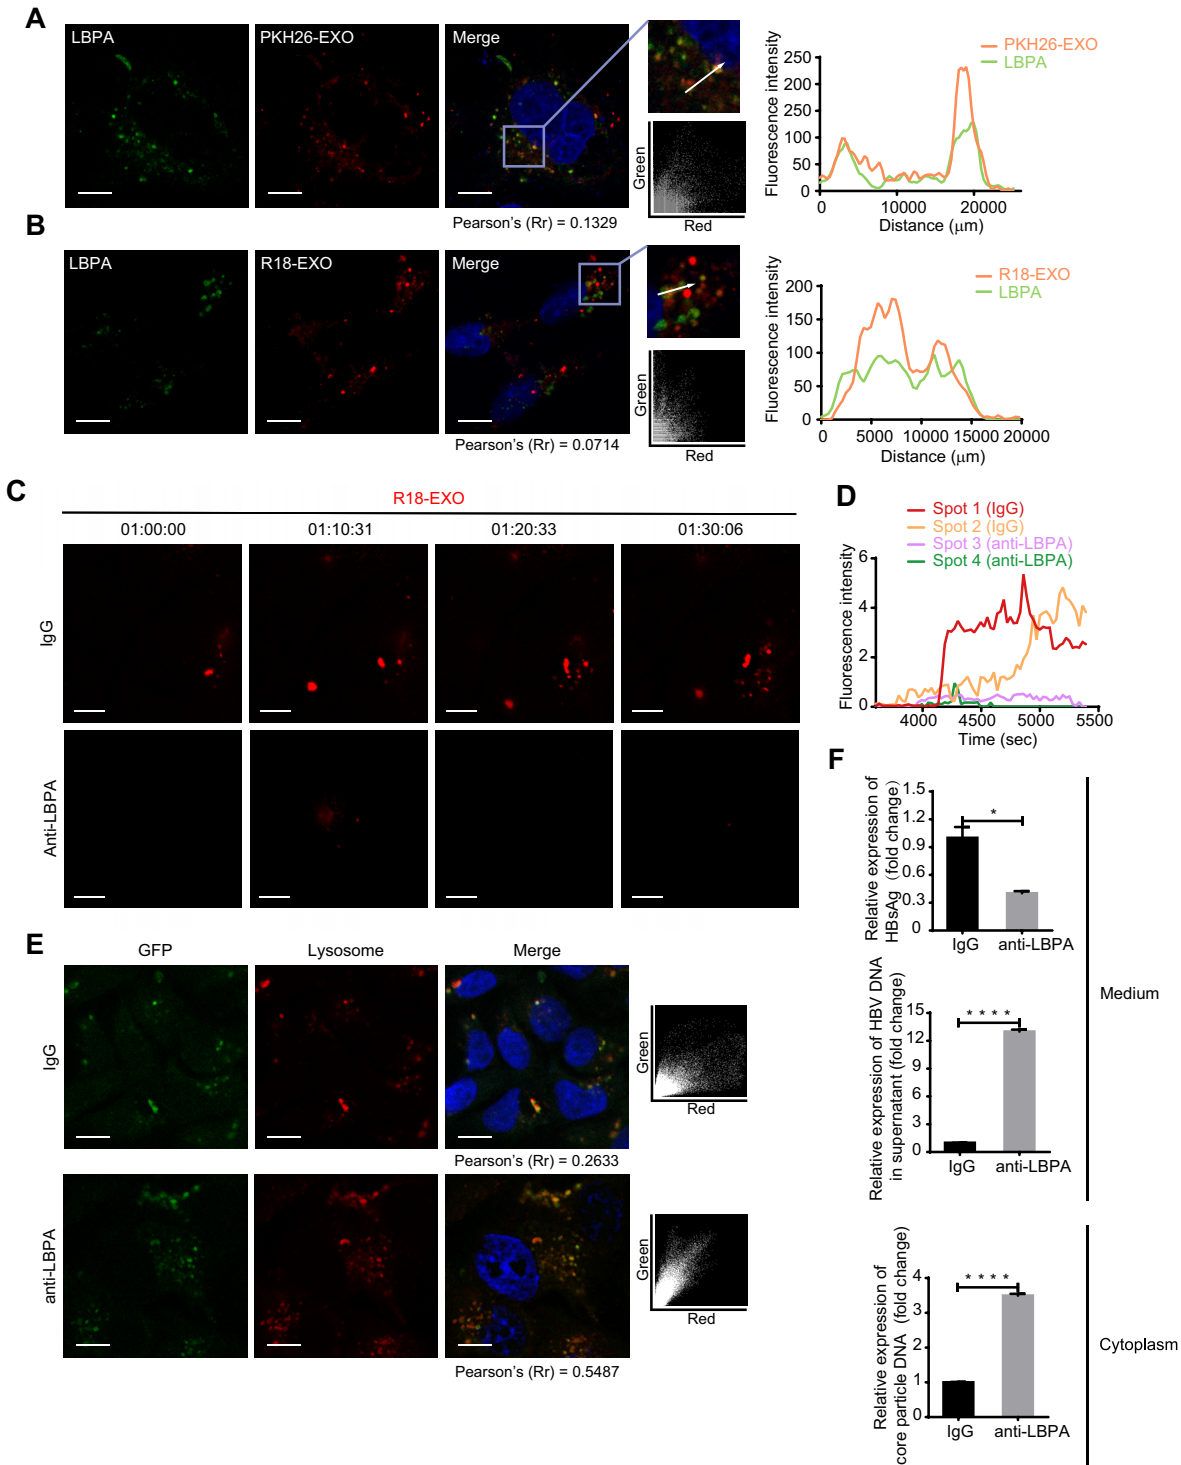 A
LBPA
PKH26-EXO
Merge
Green
Red
Pearson's (Rr) = 0.1329
PKH26-EXO
LBPA
Fluorescence intensity
250
200
150
100
50
0
0 10000 20000
Distance (μm)
B
LBPA
R18-EXO
Merge
Green
Red
Pearson's (Rr) = 0.0714
R18-EXO
LBPA
Fluorescence intensity
200
150
100
50
0
0 5000 10000 15000 20000
Distance (μm)
C
R18-EXO
01:00:00 01:10:31 01:20:33 01:30:06
IgG
Anti-LBPA
D
Spot 1 (IgG)
Spot 2 (IgG)
Spot 3 (anti-LBPA)
Spot 4 (anti-LBPA)
Fluorescence intensity
6
4
2
0
4000 4500 5000 5500
Time (sec)
E
GFP Lysosome Merge
IgG
Green
Red
Pearson's (Rr) = 0.2633
anti-LBPA
Green
Red
Pearson's (Rr) = 0.5487
F
Relative expression of
HBsAg (fold change)
1.5
1.2
0.9
0.6
0.3
0
*
IgG anti-LBPA
Relative expression of HBV DNA
in supernatant (fold change)
15
12
9
6
3
0
****
IgG anti-LBPA
Medium
Relative expression of
core particle DNA (fold change)
4
3
2
1
0
****
IgG anti-LBPA
Cytoplasm